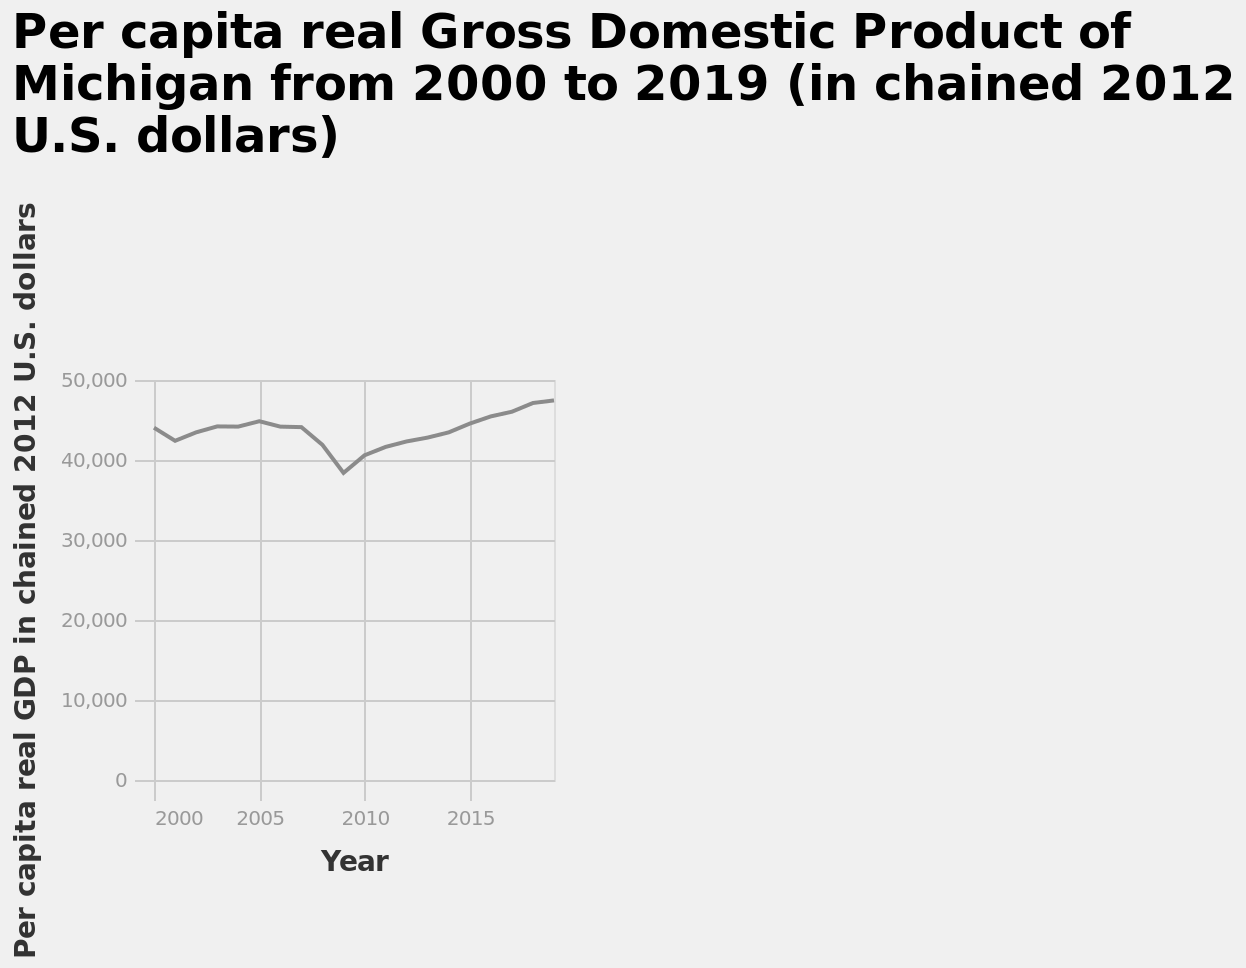 Per capita real Gross Domestic Product of
Michigan from 2000 to 2019 (in chained 2012
U.S. dollars)
Per capita real GDP in chained 2012 U.S. dollars
50,000
40,000
30,000
20,000
10,000
0
2000 2005 2010 2015
Year